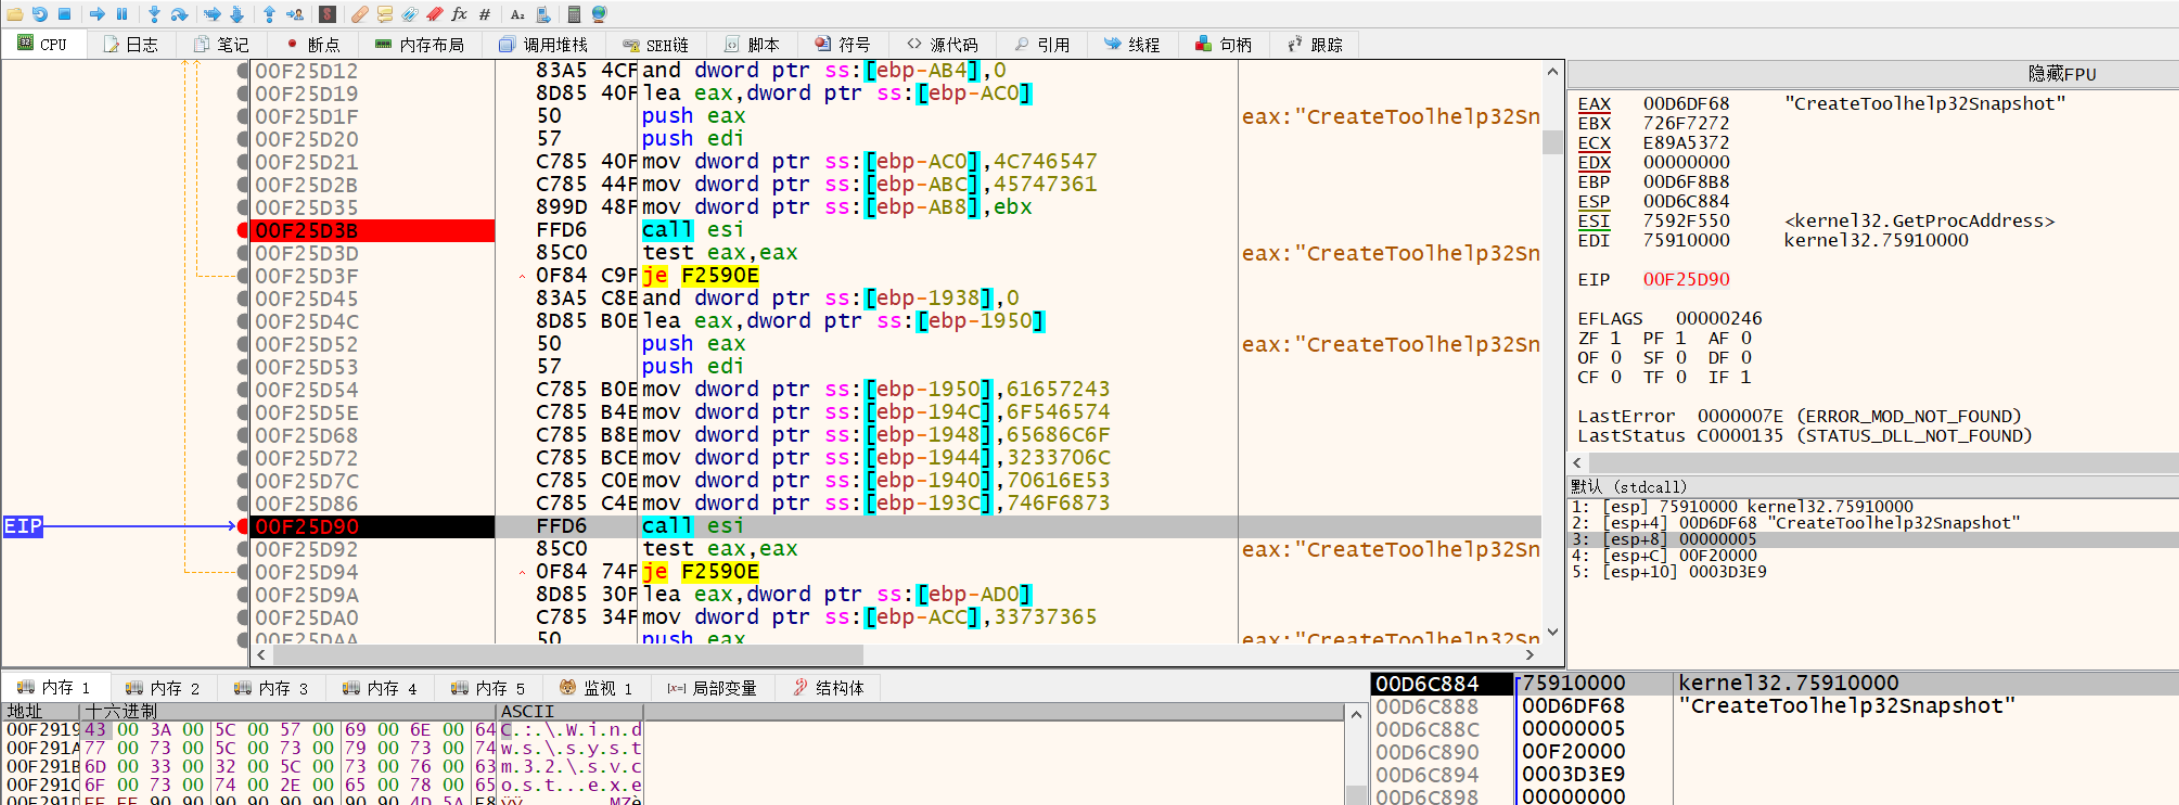 CPU 日志 笔记 断点 内存布局 调用堆栈 SEH链 脚本 符号 源代码 引用 线程 句柄 跟踪
00F25D12 83A5 4CF and dword ptr ss:[ebp-AB4],0
00F25D19 8D85 40F lea eax,dword ptr ss:[ebp-AC0]
00F25D1F 50 push eax eax:"CreateToolhelp32Sn
00F25D20 57 push edi
00F25D21 C785 40F mov dword ptr ss:[ebp-AC0],4C746547
00F25D2B C785 44F mov dword ptr ss:[ebp-ABC],45747361
00F25D35 899D 48F mov dword ptr ss:[ebp-AB8],ebx
00F25D3B FFD6 call esi
00F25D3D 85C0 test eax,eax eax:"CreateToolhelp32Sn
00F25D3F 0F84 C9F je F2590E
00F25D45 83A5 C8E and dword ptr ss:[ebp-1938],0
00F25D4C 8D85 B0E lea eax,dword ptr ss:[ebp-1950]
00F25D52 50 push eax eax:"CreateToolhelp32Sn
00F25D53 57 push edi
00F25D54 C785 B0E mov dword ptr ss:[ebp-1950],61657243
00F25D5E C785 B4E mov dword ptr ss:[ebp-194C],6F546574
00F25D68 C785 B8E mov dword ptr ss:[ebp-1948],65686C6F
00F25D72 C785 BCE mov dword ptr ss:[ebp-1944],3233706C
00F25D7C C785 C0E mov dword ptr ss:[ebp-1940],70616E53
00F25D86 C785 C4E mov dword ptr ss:[ebp-193C],746F6873
EIP 00F25D90 FFD6 call esi
00F25D92 85C0 test eax,eax eax:"CreateToolhelp32Sn
00F25D94 0F84 74F je F2590E
00F25D9A 8D85 30F lea eax,dword ptr ss:[ebp-AD0]
00F25DA0 C785 34F mov dword ptr ss:[ebp-ACC],33737365
00F25DAA 50 push eax eax:"CreateToolhelp32Sn
隐藏FPU
EAX 00D6DF68 "CreateToolhelp32Snapshot"
EBX 726F7272
ECX E89A5372
EDX 00000000
EBP 00D6F8B8
ESP 00D6C884
ESI 7592F550 <kernel32.GetProcAddress>
EDI 75910000 kernel32.75910000
EIP 00F25D90
EFLAGS 00000246
ZF 1 PF 1 AF 0
OF 0 SF 0 DF 0
CF 0 TF 0 IF 1
LastError 0000007E (ERROR_MOD_NOT_FOUND)
LastStatus C0000135 (STATUS_DLL_NOT_FOUND)
默认 (stdcall)
1: [esp] 75910000 kernel32.75910000
2: [esp+4] 00D6DF68 "CreateToolhelp32Snapshot"
3: [esp+8] 00000005
4: [esp+C] 00F20000
5: [esp+10] 0003D3E9
内存 1 内存 2 内存 3 内存 4 内存 5 监视 1 [x=] 局部变量 结构体
地址 十六进制 ASCII
00F2919 43 00 3A 00 5C 00 57 00 69 00 6E 00 64 C.:.\.W.i.n.d
00F291A 77 00 73 00 5C 00 73 00 79 00 73 00 74 w.s.\.s.y.s.t
00F291B 6D 00 33 00 32 00 5C 00 73 00 76 00 63 m.3.2.\.s.v.c
00F291C 6F 00 73 00 74 00 2E 00 65 00 78 00 65 o.s.t...e.x.e
00D6C884 75910000 kernel32.75910000
00D6C888 00D6DF68 "CreateToolhelp32Snapshot"
00D6C88C 00000005
00D6C890 00F20000
00D6C894 0003D3E9
00D6C898 00000000